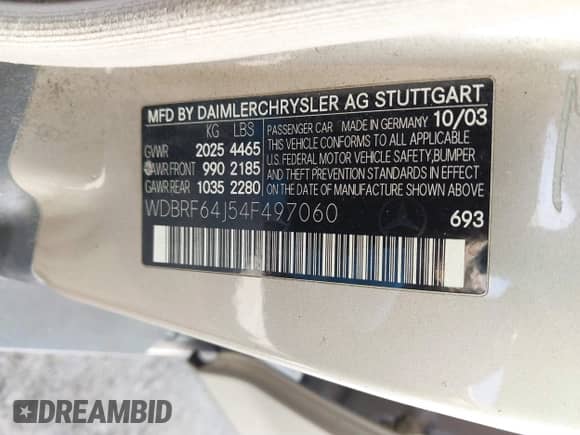 MFD BY DAIMLERCHRYSLER AG STUTTGART
KG LBS PASSENGER CAR MADE IN GERMANY 10/03
GVWR 2025 4465 THIS VEHICLE CONFORMS TO ALL APPLICABLE
GAWR FRONT 990 2185 U.S. FEDERAL MOTOR VEHICLE SAFETY, BUMPER
GAWR REAR 1035 2280 AND THEFT PREVENTION STANDARDS IN EFFECT
ON THE DATE OF MANUFACTURE SHOWN ABOVE.
WDBRF64J54F497060 693
DREAMBID